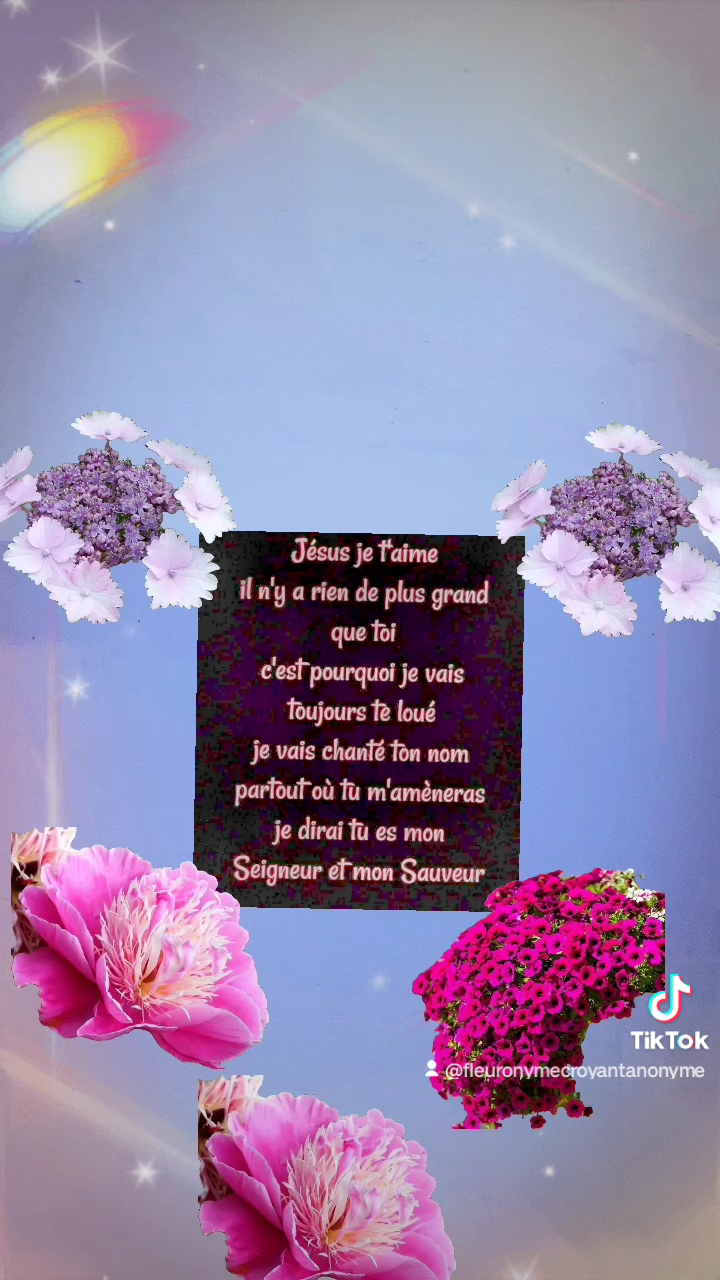 Jésus je t'aime
il n'y a rien de plus grand
que toi
c'est pourquoi je vais
toujours te loué
je vais chanté ton nom
partout où tu m'amèneras
je dirai tu es mon
Seigneur et mon Sauveur
TikTok
@fleuronymecroyantanonyme